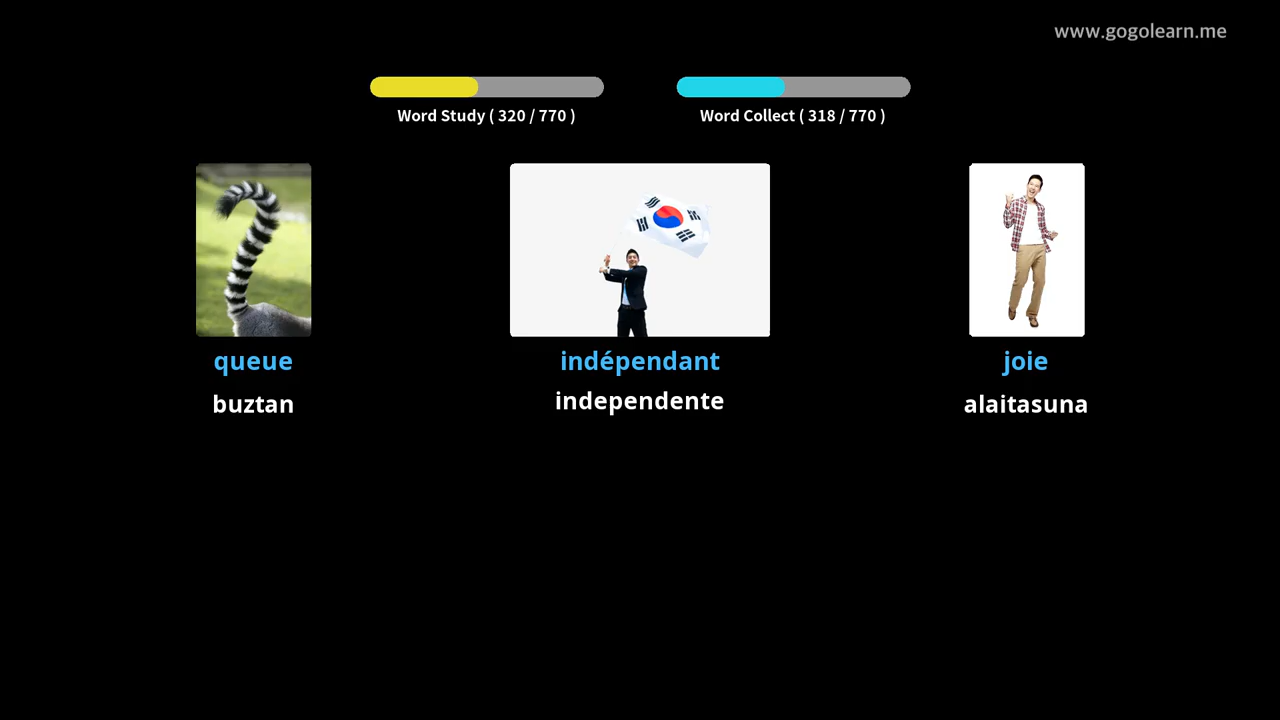 www.gogolearn.me
Word Study ( 320 / 770 )
Word Collect ( 318 / 770 )
queue
indépendant
joie
buztan
independente
alaitasuna